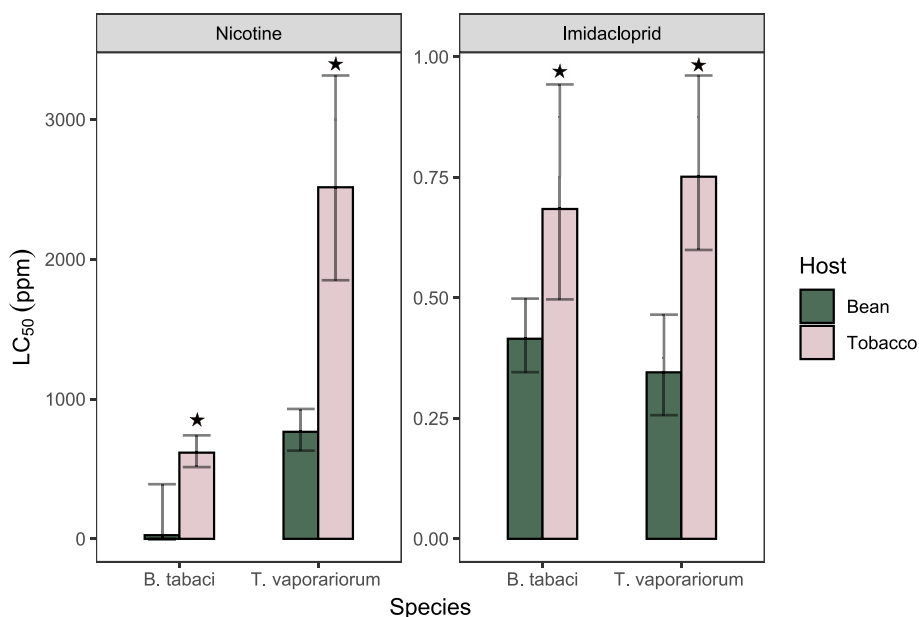 Nicotine
Imidacloprid
LC50 (ppm)
3000
2000
1000
0
1.00
0.75
0.50
0.25
0.00
B. tabaci
T. vaporariorum
B. tabaci
T. vaporariorum
Species
Host
Bean
Tobacco